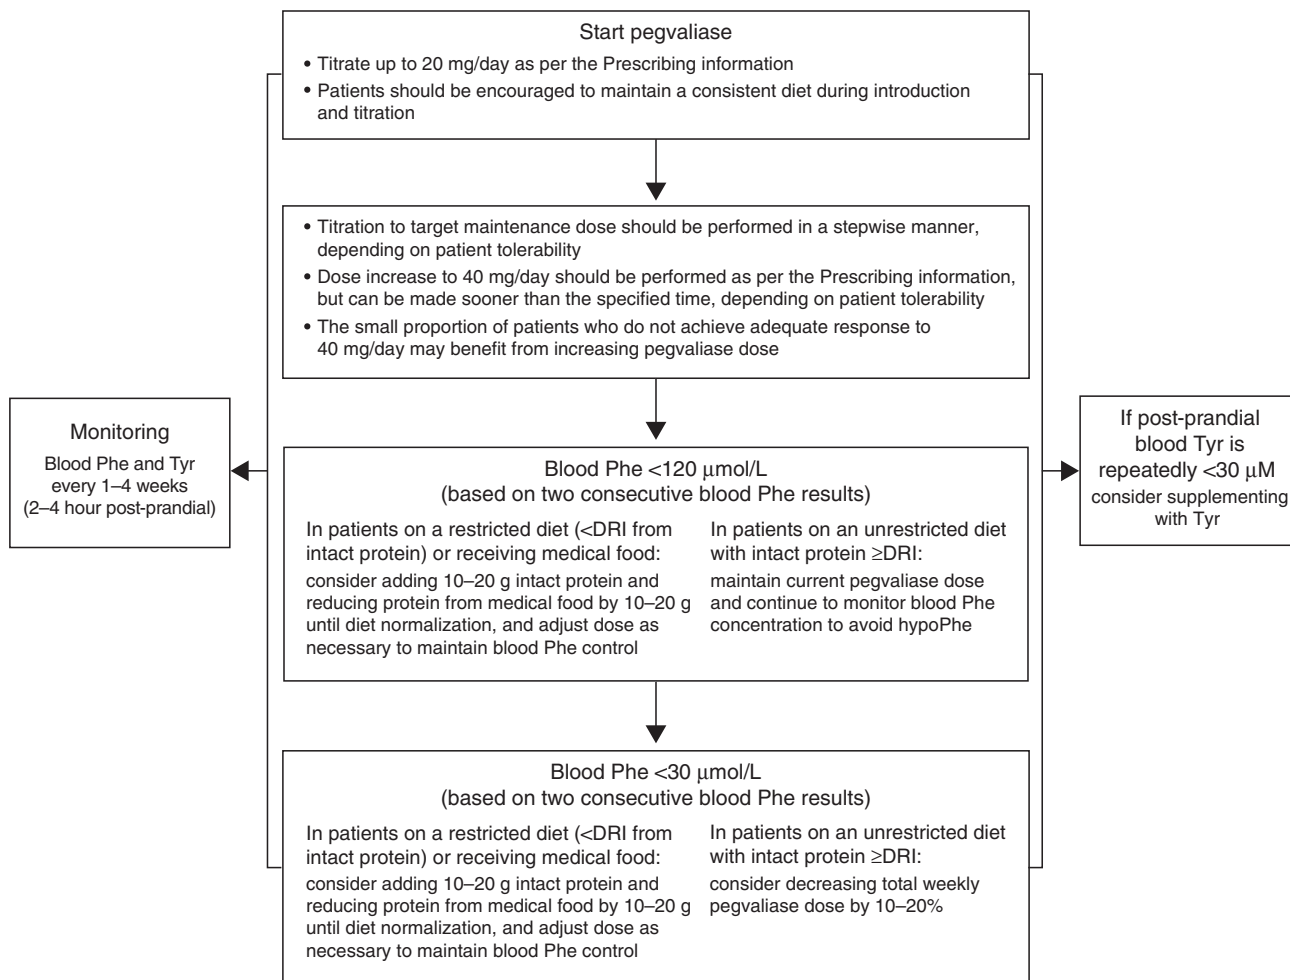 Start pegvaliase
• Titrate up to 20 mg/day as per the Prescribing information
• Patients should be encouraged to maintain a consistent diet during introduction
and titration
• Titration to target maintenance dose should be performed in a stepwise manner,
depending on patient tolerability
• Dose increase to 40 mg/day should be performed as per the Prescribing information,
but can be made sooner than the specified time, depending on patient tolerability
• The small proportion of patients who do not achieve adequate response to
40 mg/day may benefit from increasing pegvaliase dose
Monitoring
Blood Phe and Tyr
every 1–4 weeks
(2–4 hour post-prandial)
If post-prandial
blood Tyr is
repeatedly <30 μM
consider supplementing
with Tyr
Blood Phe <120 μmol/L
(based on two consecutive blood Phe results)
In patients on a restricted diet (<DRI from
intact protein) or receiving medical food:
consider adding 10–20 g intact protein and
reducing protein from medical food by 10–20 g
until diet normalization, and adjust dose as
necessary to maintain blood Phe control
In patients on an unrestricted diet
with intact protein ≥DRI:
maintain current pegvaliase dose
and continue to monitor blood Phe
concentration to avoid hypoPhe
Blood Phe <30 μmol/L
(based on two consecutive blood Phe results)
In patients on a restricted diet (<DRI from
intact protein) or receiving medical food:
consider adding 10–20 g intact protein and
reducing protein from medical food by 10–20 g
until diet normalization, and adjust dose as
necessary to maintain blood Phe control
In patients on an unrestricted diet
with intact protein ≥DRI:
consider decreasing total weekly
pegvaliase dose by 10–20%